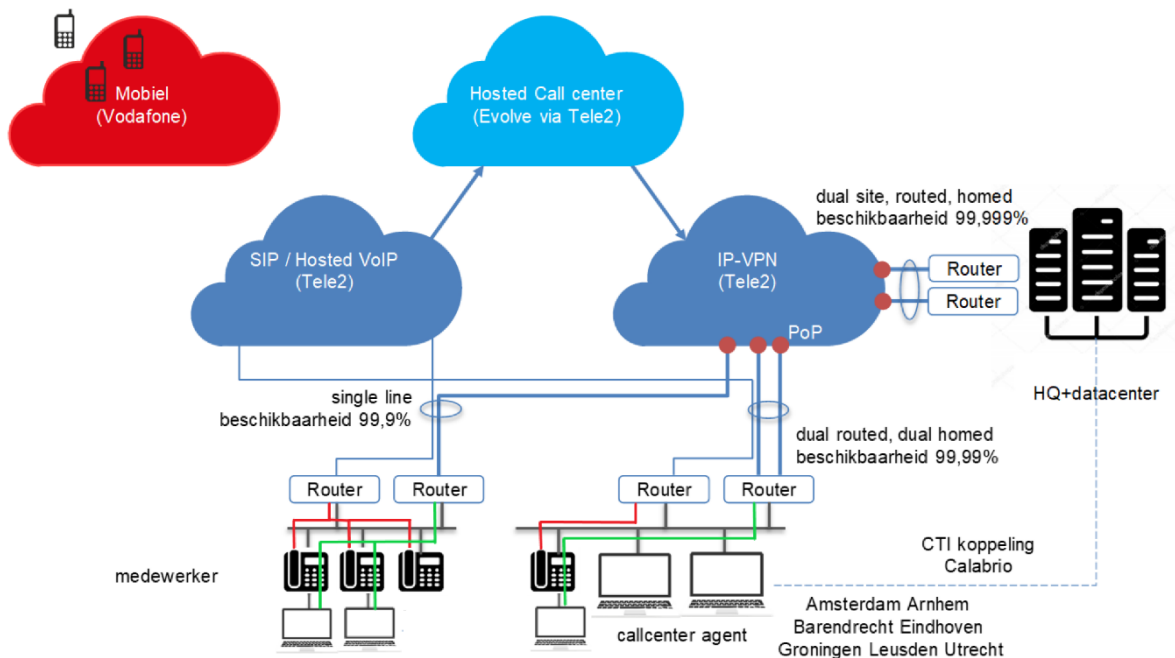 Mobiel
(Vodafone)
Hosted Call center
(Evolve via Tele2)
dual site, routed, homed
beschikbaarheid 99,999%
SIP / Hosted VoIP
(Tele2)
IP-VPN
(Tele2)
Router
Router
PoP
HQ+datacenter
single line
beschikbaarheid 99,9%
dual routed, dual homed
beschikbaarheid 99,99%
Router
Router
Router
Router
medewerker
callcenter agent
CTI koppeling
Calabrio
Amsterdam Arnhem
Barendrecht Eindhoven
Groningen Leusden Utrecht